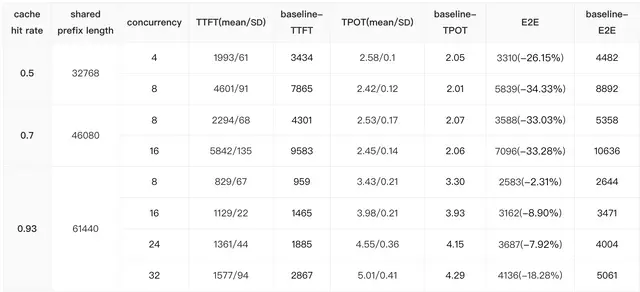 cache hit rate | shared prefix length | concurrency | TTFT(mean/SD) | baseline-TTFT | TPOT(mean/SD) | baseline-TPOT | E2E | baseline-E2E
0.5 | 32768 | 4 | 1993/61 | 3434 | 2.58/0.1 | 2.05 | 3310(-26.15%) | 4482
8 | 4601/91 | 7865 | 2.42/0.12 | 2.01 | 5839(-34.33%) | 8892
0.7 | 46080 | 8 | 2294/68 | 4301 | 2.53/0.17 | 2.07 | 3588(-33.03%) | 5358
16 | 5842/135 | 9583 | 2.45/0.14 | 2.06 | 7096(-33.28%) | 10636
0.93 | 61440 | 8 | 829/67 | 959 | 3.43/0.21 | 3.30 | 2583(-2.31%) | 2644
16 | 1129/22 | 1465 | 3.98/0.21 | 3.93 | 3162(-8.90%) | 3471
24 | 1361/44 | 1885 | 4.55/0.36 | 4.15 | 3687(-7.92%) | 4004
32 | 1577/94 | 2867 | 5.01/0.41 | 4.29 | 4136(-18.28%) | 5061